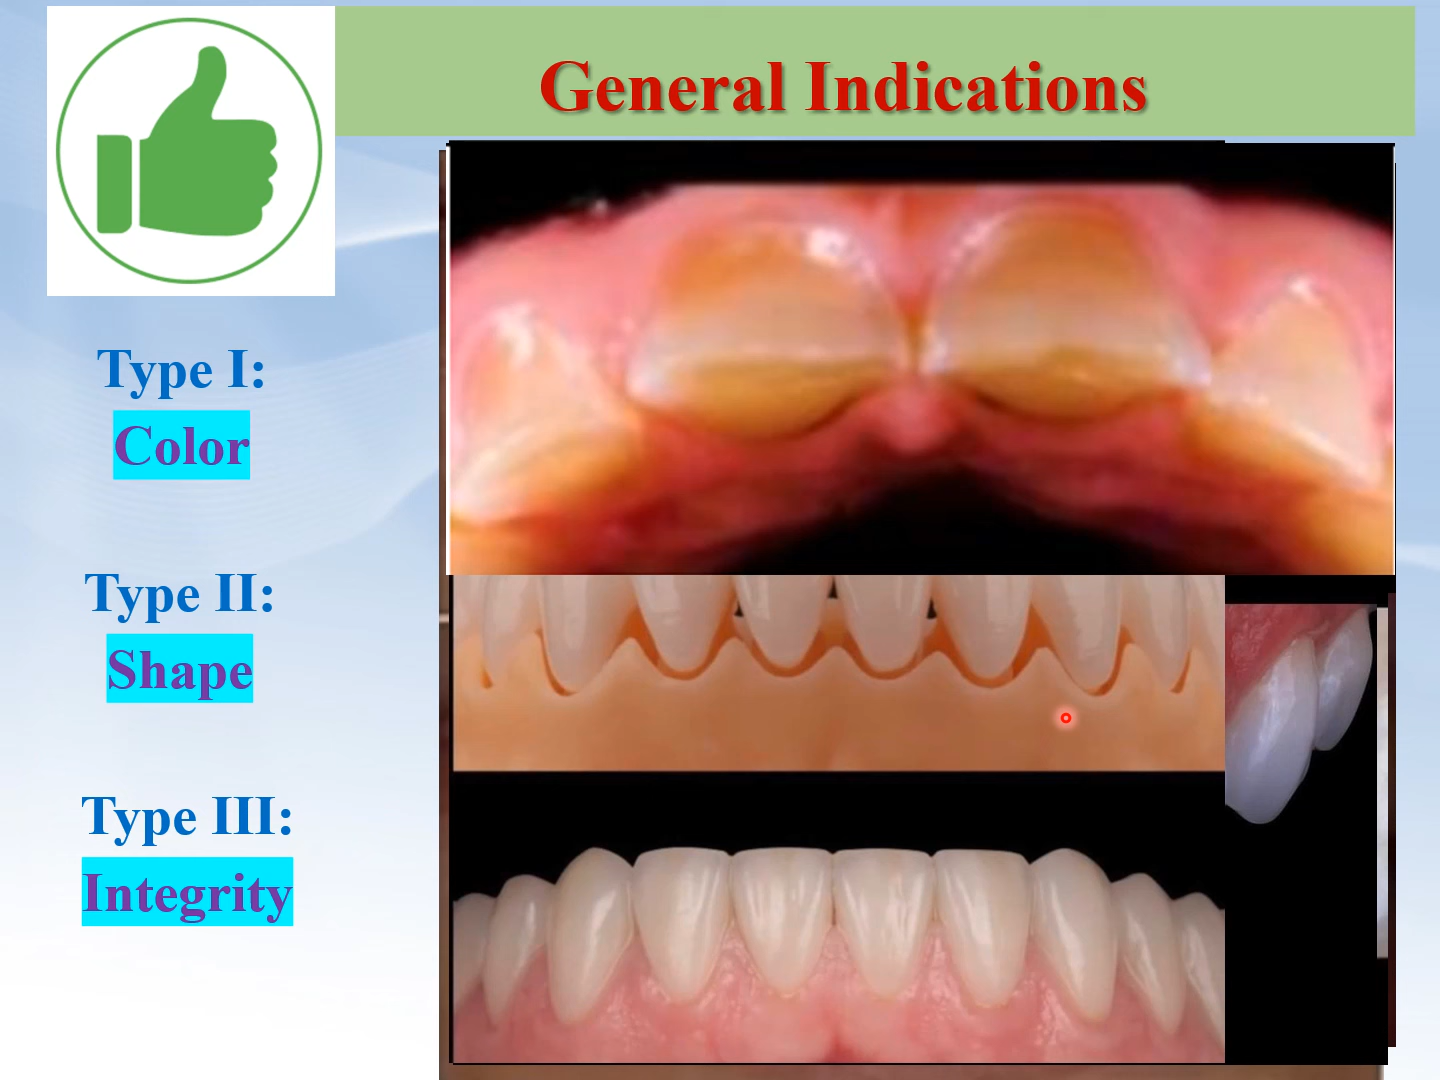 General Indications
Type I:
Color
Type II:
Shape
Type III:
Integrity